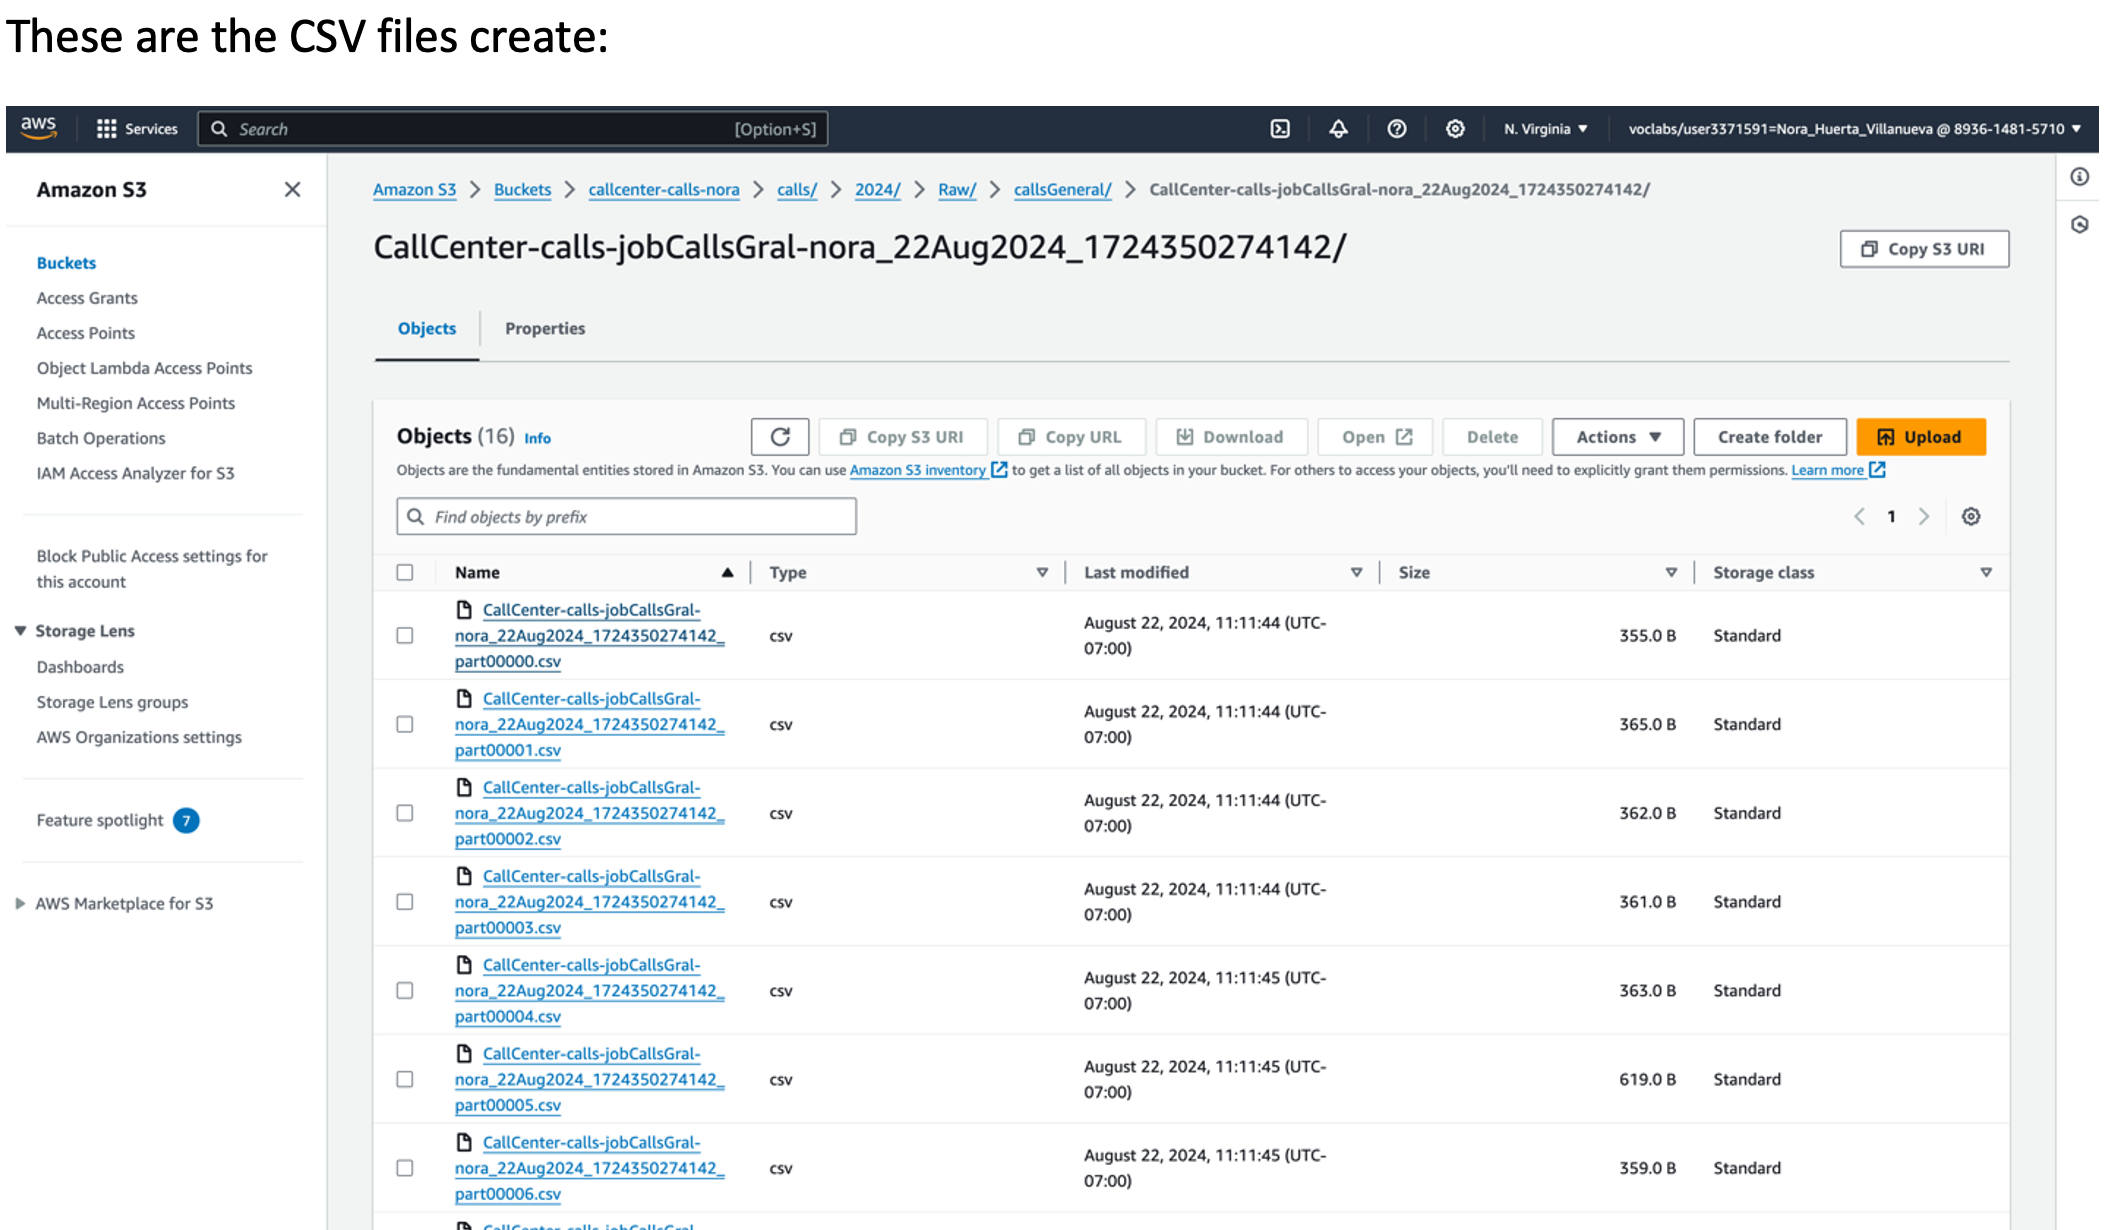 These are the CSV files create:
aws
Services
Search
[Option+S]
N. Virginia
voclabs/user3371591=Nora_Huerta_Villanueva @ 8936-1481-5710
Amazon S3
Buckets
Access Grants
Access Points
Object Lambda Access Points
Multi-Region Access Points
Batch Operations
IAM Access Analyzer for S3
Block Public Access settings for
this account
Storage Lens
Dashboards
Storage Lens groups
AWS Organizations settings
Feature spotlight 7
AWS Marketplace for S3
Amazon S3 > Buckets > callcenter-calls-nora > calls/ > 2024/ > Raw/ > callsGeneral/ > CallCenter-calls-jobCallsGral-nora_22Aug2024_1724350274142/
CallCenter-calls-jobCallsGral-nora_22Aug2024_1724350274142/
Copy S3 URI
Objects
Properties
Objects (16) Info
Copy S3 URI
Copy URL
Download
Open
Delete
Actions
Create folder
Upload
Objects are the fundamental entities stored in Amazon S3. You can use Amazon S3 inventory to get a list of all objects in your bucket. For others to access your objects, you'll need to explicitly grant them permissions. Learn more
Find objects by prefix
1
Name
Type
Last modified
Size
Storage class
CallCenter-calls-jobCallsGral-
nora_22Aug2024_1724350274142_
part00000.csv
csv
August 22, 2024, 11:11:44 (UTC-
07:00)
355.0 B
Standard
CallCenter-calls-jobCallsGral-
nora_22Aug2024_1724350274142_
part00001.csv
csv
August 22, 2024, 11:11:44 (UTC-
07:00)
365.0 B
Standard
CallCenter-calls-jobCallsGral-
nora_22Aug2024_1724350274142_
part00002.csv
csv
August 22, 2024, 11:11:44 (UTC-
07:00)
362.0 B
Standard
CallCenter-calls-jobCallsGral-
nora_22Aug2024_1724350274142_
part00003.csv
csv
August 22, 2024, 11:11:44 (UTC-
07:00)
361.0 B
Standard
CallCenter-calls-jobCallsGral-
nora_22Aug2024_1724350274142_
part00004.csv
csv
August 22, 2024, 11:11:45 (UTC-
07:00)
363.0 B
Standard
CallCenter-calls-jobCallsGral-
nora_22Aug2024_1724350274142_
part00005.csv
csv
August 22, 2024, 11:11:45 (UTC-
07:00)
619.0 B
Standard
CallCenter-calls-jobCallsGral-
nora_22Aug2024_1724350274142_
part00006.csv
csv
August 22, 2024, 11:11:45 (UTC-
07:00)
359.0 B
Standard